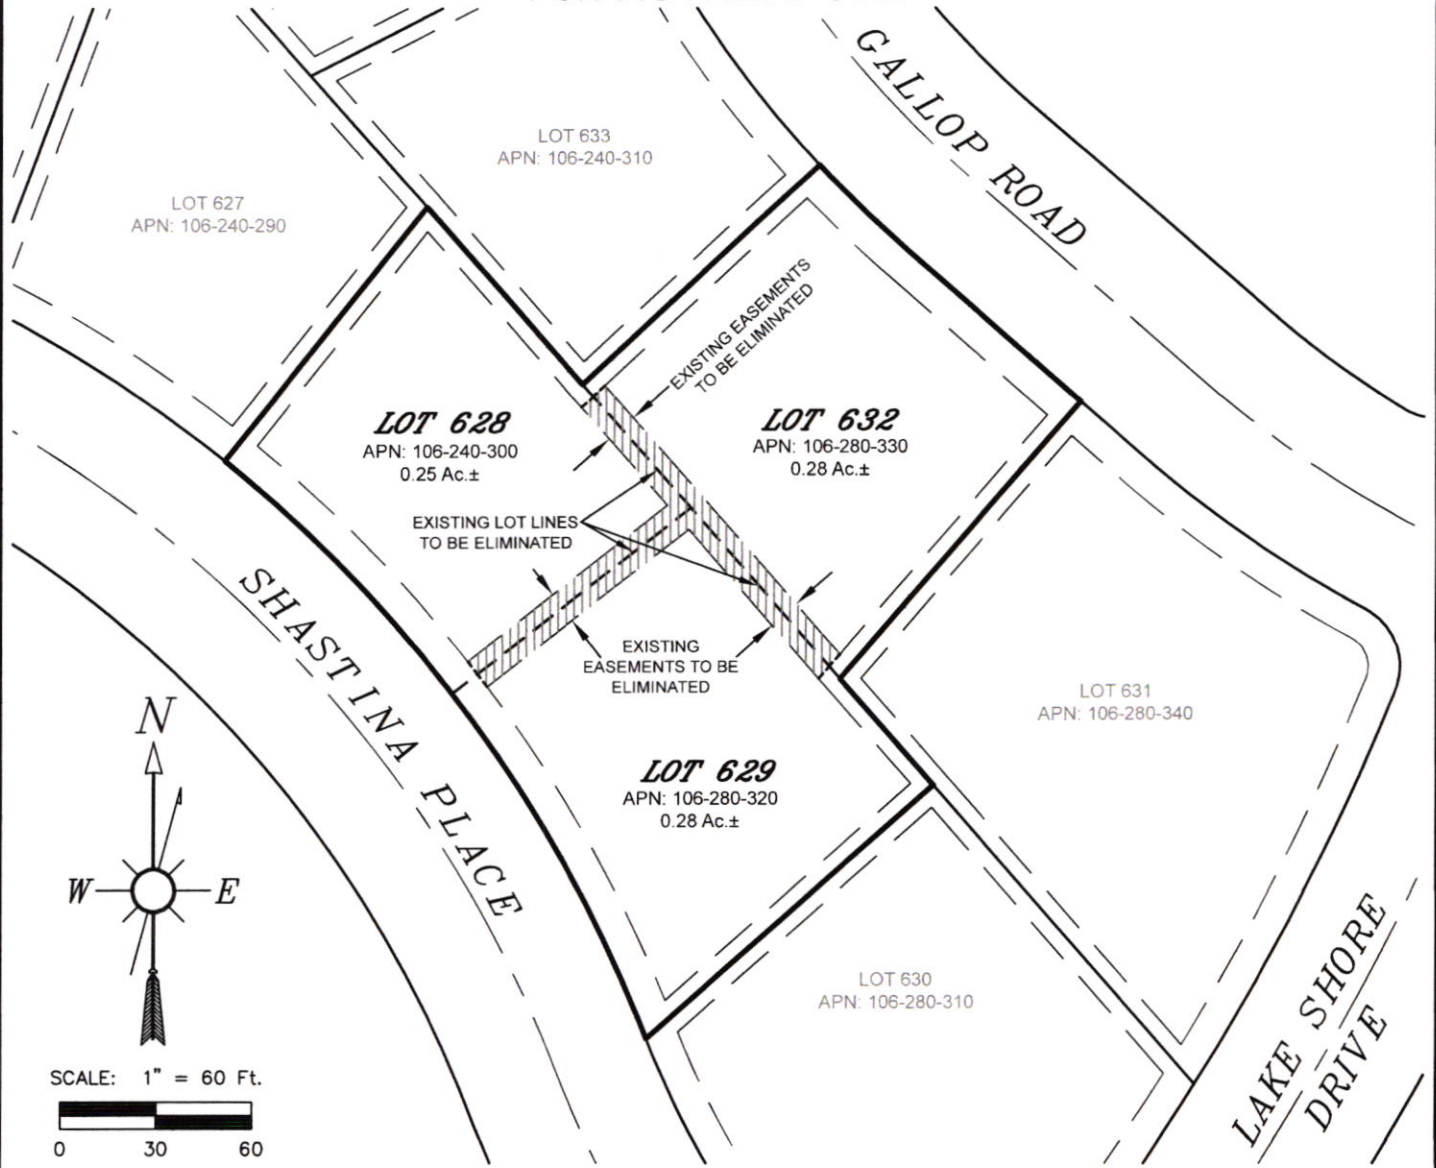 GALLOP ROAD
LOT 633
APN: 106-240-310
LOT 627
APN: 106-240-290
EXISTING EASEMENTS
TO BE ELIMINATED
LOT 628
APN: 106-240-300
0.25 Ac.±
LOT 632
APN: 106-280-330
0.28 Ac.±
EXISTING LOT LINES
TO BE ELIMINATED
SHASTINA PLACE
EXISTING
EASEMENTS TO BE
ELIMINATED
LOT 631
APN: 106-280-340
N
W E
LOT 629
APN: 106-280-320
0.28 Ac.±
LOT 630
APN: 106-280-310
LAKE SHORE
DRIVE
SCALE: 1" = 60 Ft.
0 30 60